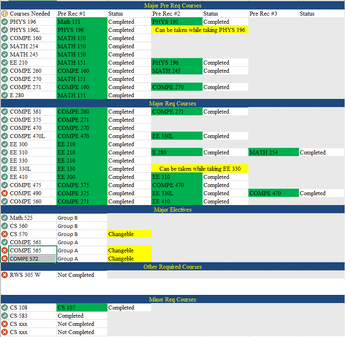 Major Pre Req Courses
Courses Needed Pre Rec #1 Status Pre Rec #2 Status Pre Rec #3 Status
PHYS 196 Math 151 Completed PHYS 195 Completed
PHYS 196L PHYS 196 Completed Can be taken while taking PHYS 196
COMPE 160 MATH 150 Completed
MATH 254 MATH 151 Completed
MATH 245 MATH 150 Completed
EE 210 MATH 151 Completed PHYS 196 Completed
COMPE 260 COMPE 160 Completed MATH 245 Completed
COMPE 270 MATH 151 Completed
COMPE 271 COMPE 160 Completed COMPE 270 Completed
E 280 MATH 151 Completed
Major Req Courses
COMPE 361 COMPE 260 Completed COMPE 271 Completed
COMPE 375 COMPE 271 Completed
COMPE 470 COMPE 270 Completed
COMPE 470L COMPE 271 Completed EE 330L Completed
EE 300 EE 210 Completed
EE 310 EE 210 Completed E 280 Completed MATH 254 Completed
EE 330 EE 210 Completed
EE 330L EE 330 Completed Can be taken while taking EE 330
EE 410 EE 310 Completed
COMPE 475 COMPE 375 Completed COMPE 470 Completed
COMPE 490 COMPE 375 Completed EE 330L Completed COMPE 470 Completed
COMPE 560 COMPE 271 Completed EE 410 Completed
Major Electives
Math 525 Group B
CS 560 Group B
CS 570 Group A Changeble
COMPE 561 Group A
COMPE 565 Group A Changeble
COMPE 572 Group A Changeble
Other Required Courses
RWS 305 W Not Completed
Minor Req Courses
CS 108 CS 107 Completed
CS 583 Completed
CS xxx Not Completed
CS xxx Not Completed